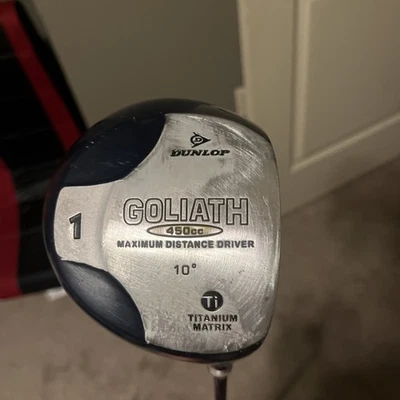 DUNLOP
GOLIATH
450cc
MAXIMUM DISTANCE DRIVER
1
10°
Ti
TITANIUM
MATRIX